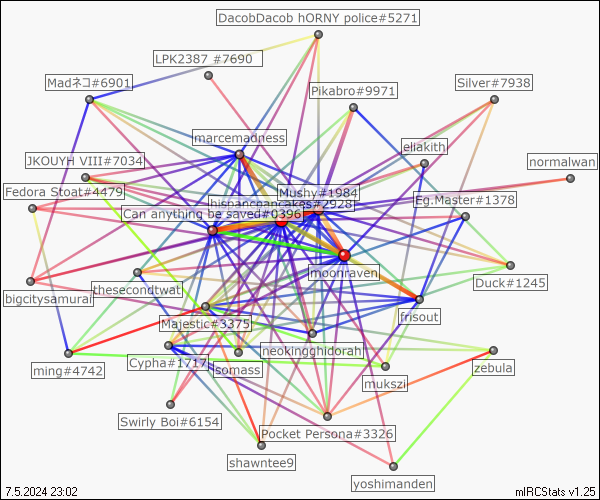 DacobDacob hORNY police#5271
LPK2387 #7690
Madネコ#6901
Pikabro#9971
Silver#7938
marcemadness
eliakith
JKOUYH VIII#7034
normalwan
Fedora Stoat#4479
Mushy#1984
Eg.Master#1378
hispancpancakes#2928
Can anything be saved#0396
moonraven
thesecondtwat
Duck#1245
bigcitysamurai
frisout
Majestic#3375
neokingghidorah
Cypha#1717
isomass
zebula
ming#4742
mukszi
Swirly Boi#6154
Pocket Persona#3326
shawntee9
yoshimanden
7.5.2024 23:02
mIRCStats v1.25